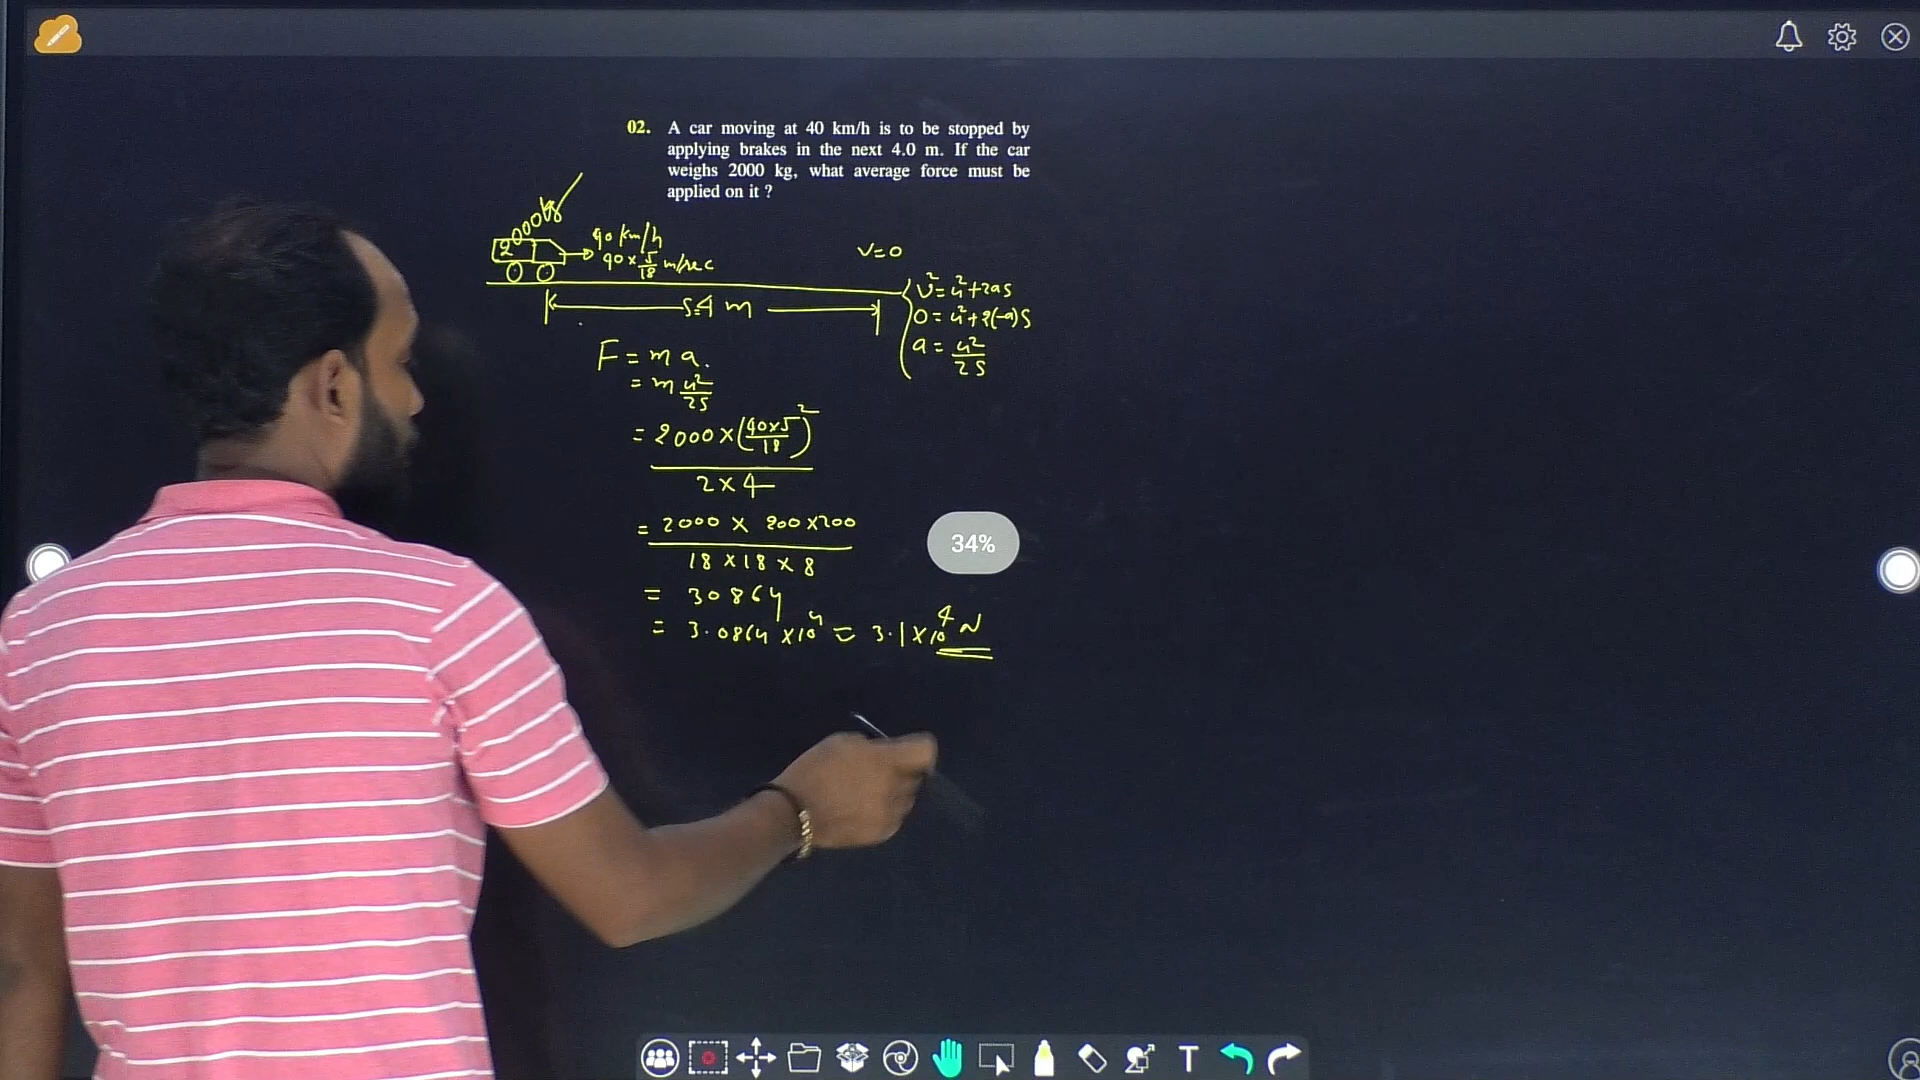 02. A car moving at 40 km/h is to be stopped by
applying brakes in the next 4.0 m. If the car
weighs 2000 kg, what average force must be
applied on it ?
2000 kg
40 km/h
40 × 5/18 m/sec
v=0
S=4 m
v² = u²+2as
0 = u²+2(-a)s
a = u²/2s
F = m a.
= m u²/2s
= 2000 × (40×5/18)²
2 × 4
= 2000 × 200 × 200
18 × 18 × 8
= 30864
= 3.0864 × 10⁴ = 3.1 × 10⁴ N
34%
T